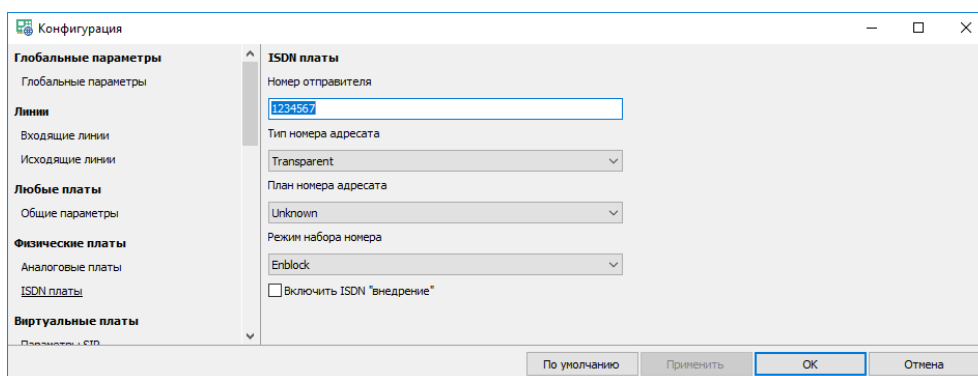 Конфигурация
Глобальные параметры
Глобальные параметры
Линии
Входящие линии
Исходящие линии
Любые платы
Общие параметры
Физические платы
Аналоговые платы
ISDN платы
Виртуальные платы
Параметры SIP
ISDN платы
Номер отправителя
1234567
Тип номера адресата
Transparent
План номера адресата
Unknown
Режим набора номера
Enblock
Включить ISDN "внедрение"
По умолчанию
Применить
OK
Отмена